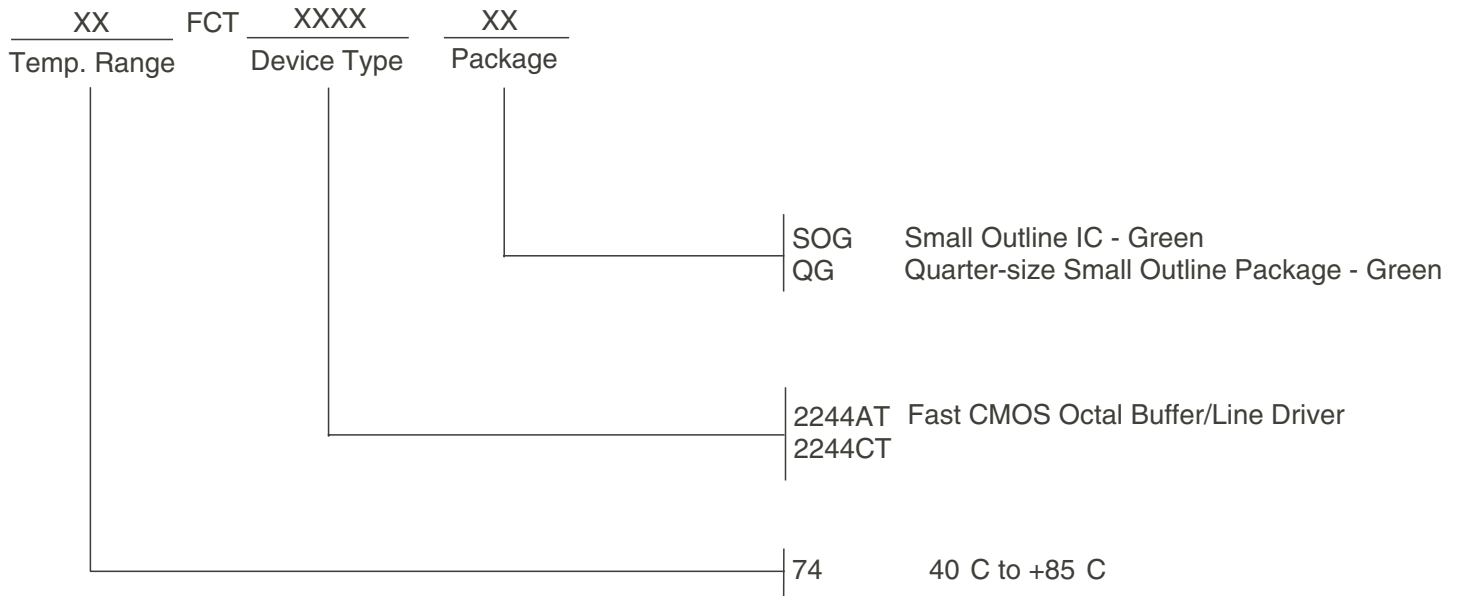 XX FCT XXXX XX
Temp. Range Device Type Package
SOG Small Outline IC - Green
QG Quarter-size Small Outline Package - Green
2244AT Fast CMOS Octal Buffer/Line Driver
2244CT
74 40 C to +85 C